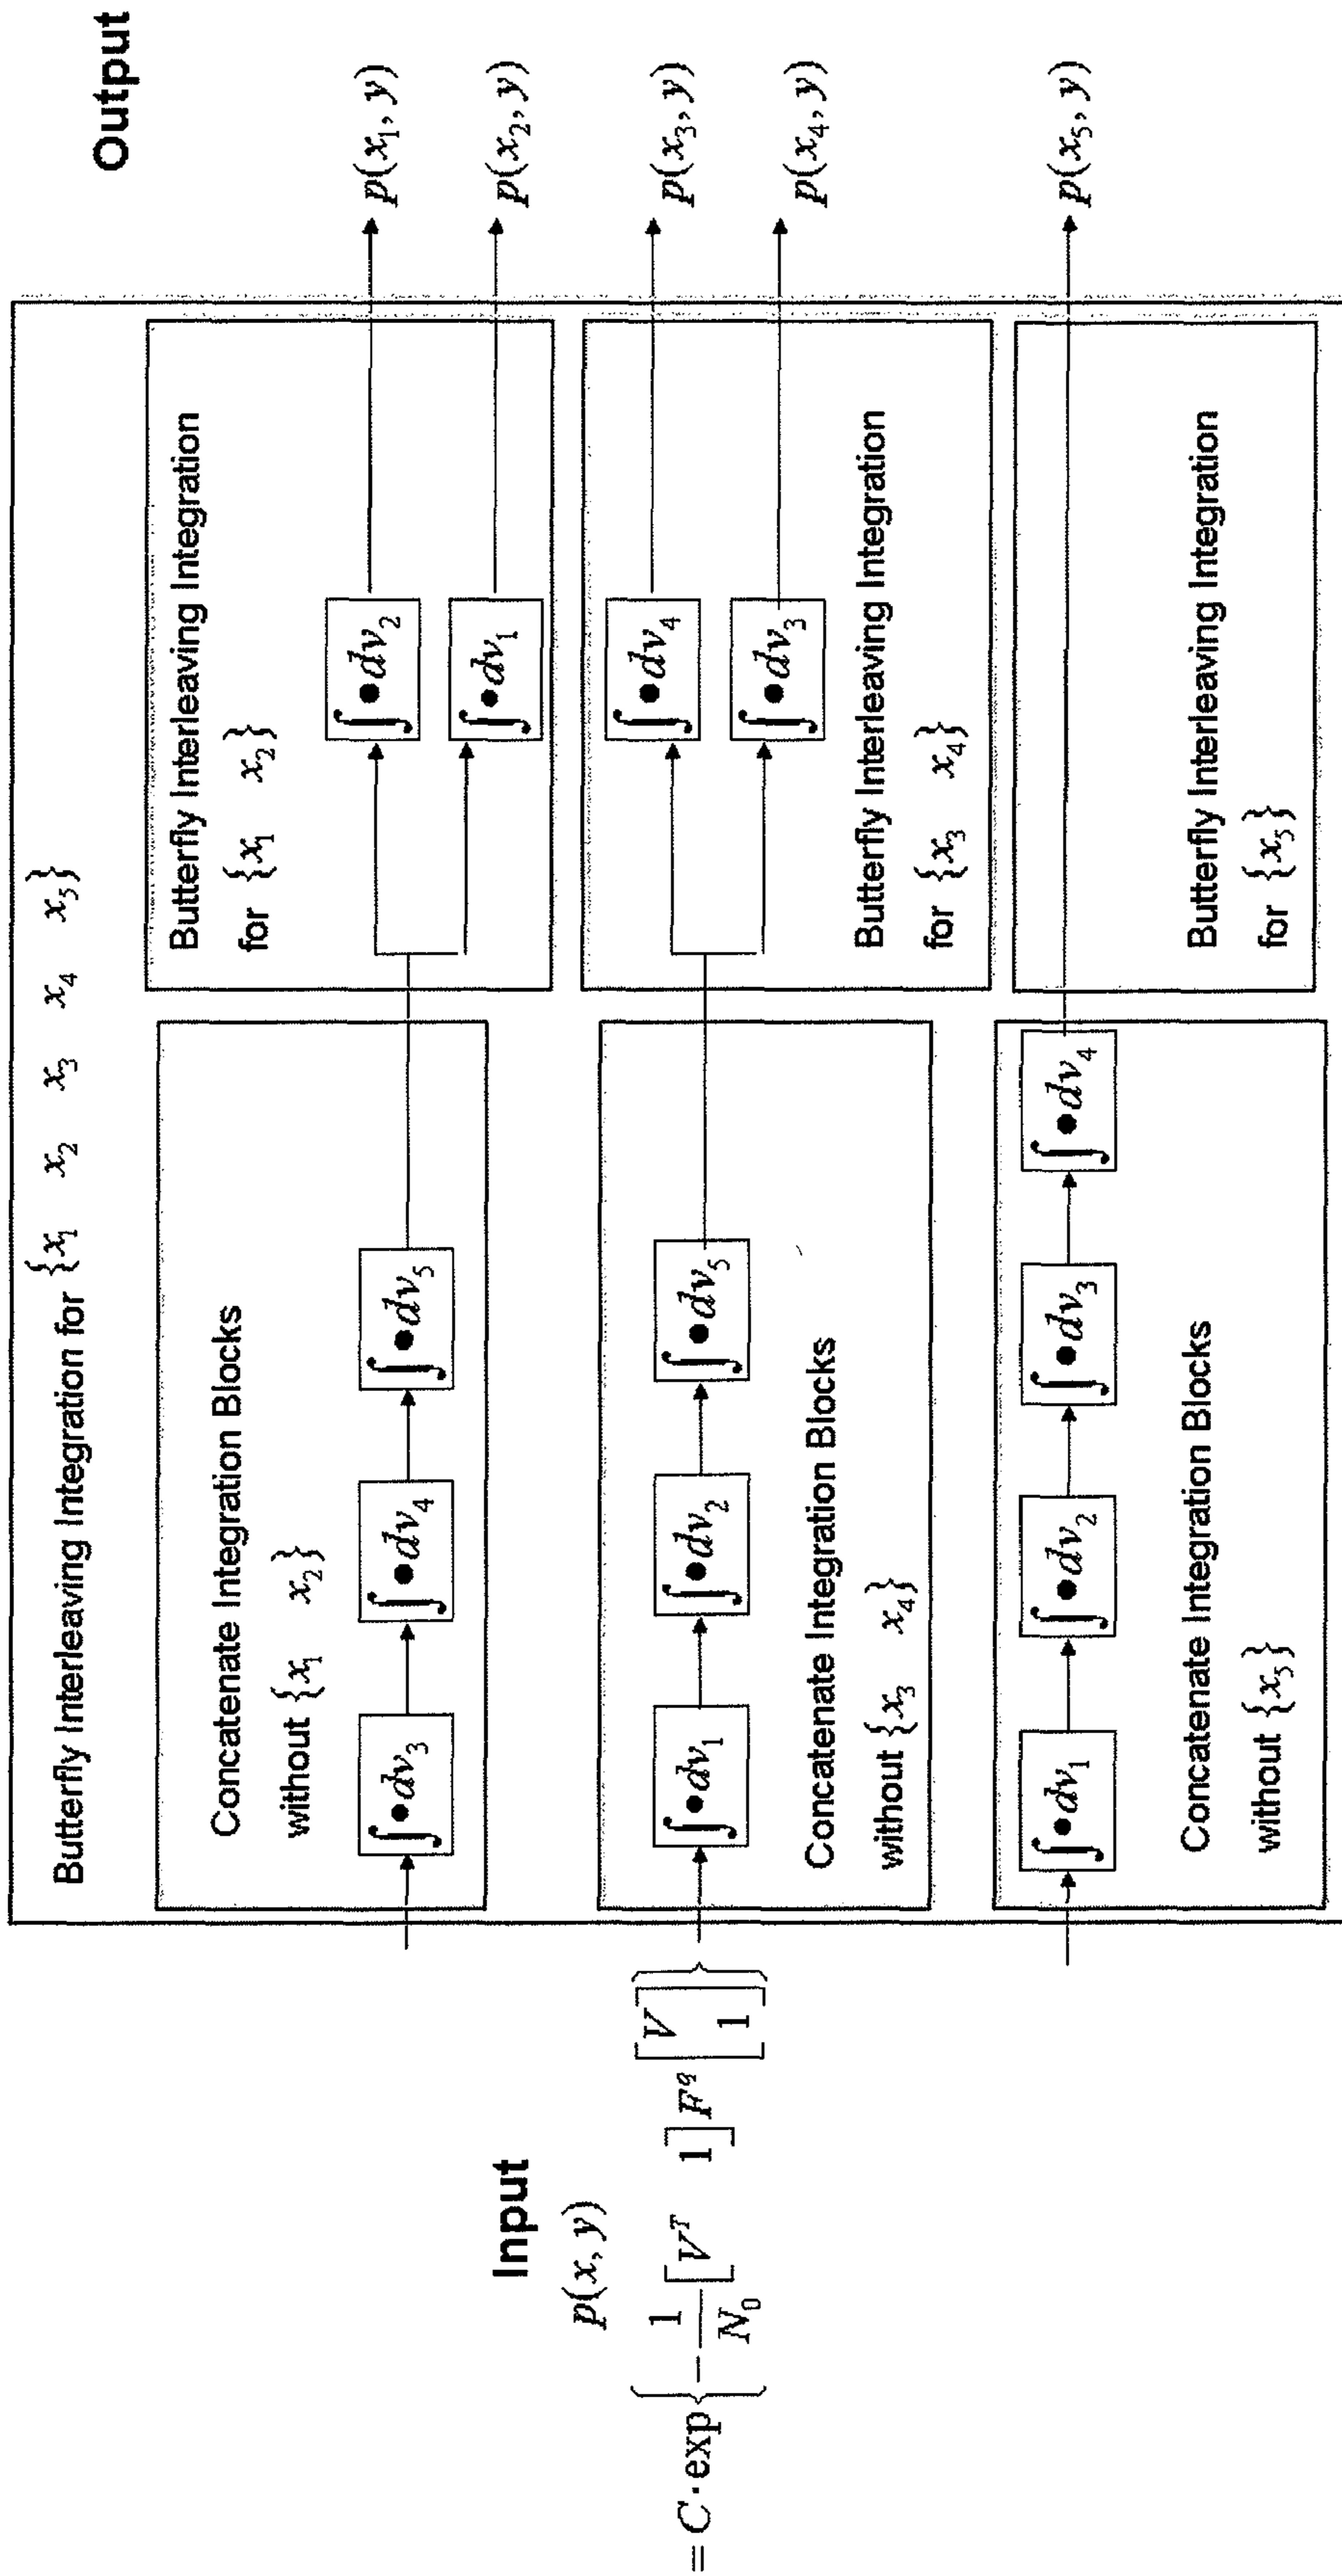 Butterfly Interleaving Integration for {x₁ x₂ x₃ x₄ x₅}
Output
Concatenate Integration Blocks
without {x₁ x₂}
∫•dv₃
∫•dv₄
∫•dv₅
Butterfly Interleaving Integration
for {x₁ x₂}
∫•dv₂
∫•dv₁
p(x₁, y)
p(x₂, y)
Input
p(x, y)
= C·exp{−1/N₀ [Vᵀ 1] F^q [V 1]}
∫•dv₁
∫•dv₂
∫•dv₅
Concatenate Integration Blocks
without {x₃ x₄}
∫•dv₄
∫•dv₃
Butterfly Interleaving Integration
for {x₃ x₄}
p(x₃, y)
p(x₄, y)
∫•dv₁
∫•dv₂
∫•dv₃
∫•dv₄
Concatenate Integration Blocks
without {x₅}
Butterfly Interleaving Integration
for {x₅}
p(x₅, y)